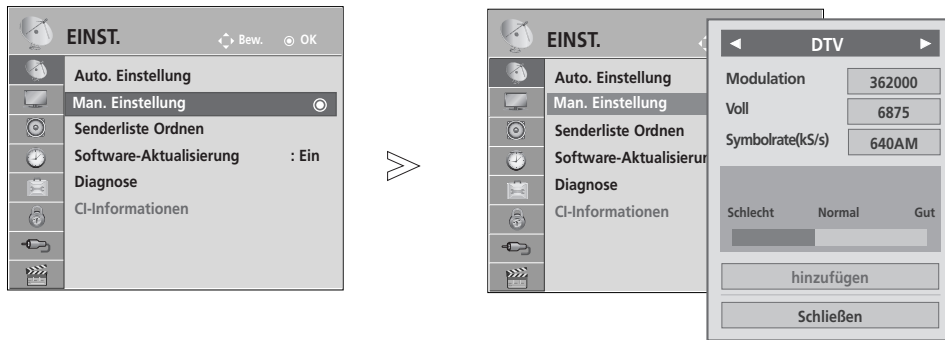 EINST.
Bew. OK
Auto. Einstellung
Man. Einstellung
Senderliste Ordnen
Software-Aktualisierung : Ein
Diagnose
CI-Informationen
EINST.
Auto. Einstellung
Man. Einstellung
Senderliste Ordnen
Software-Aktualisierun
Diagnose
CI-Informationen
DTV
Modulation 362000
Voll 6875
Symbolrate(kS/s) 640AM
Schlecht Normal Gut
hinzufügen
Schließen